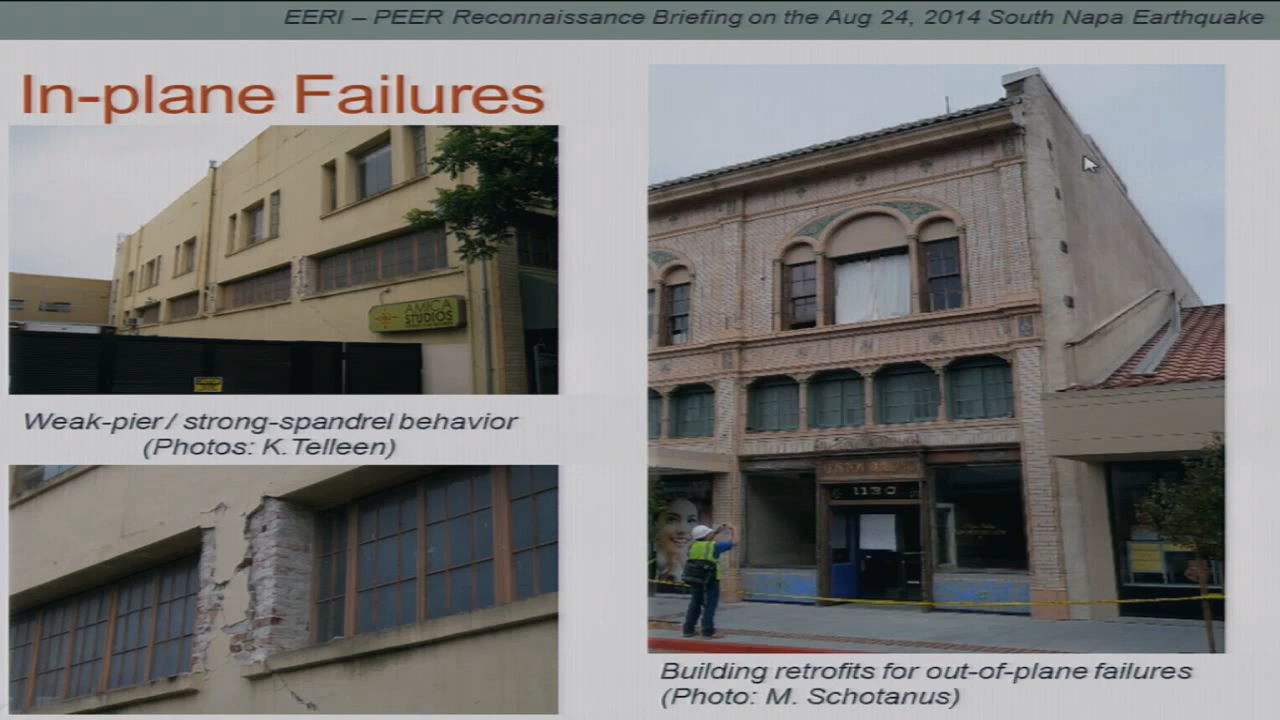 EERI – PEER Reconnaissance Briefing on the Aug 24, 2014 South Napa Earthquake
In-plane Failures
AMICA
STUDIOS
Weak-pier / strong-spandrel behavior
(Photos: K.Telleen)
1130
Building retrofits for out-of-plane failures
(Photo: M. Schotanus)